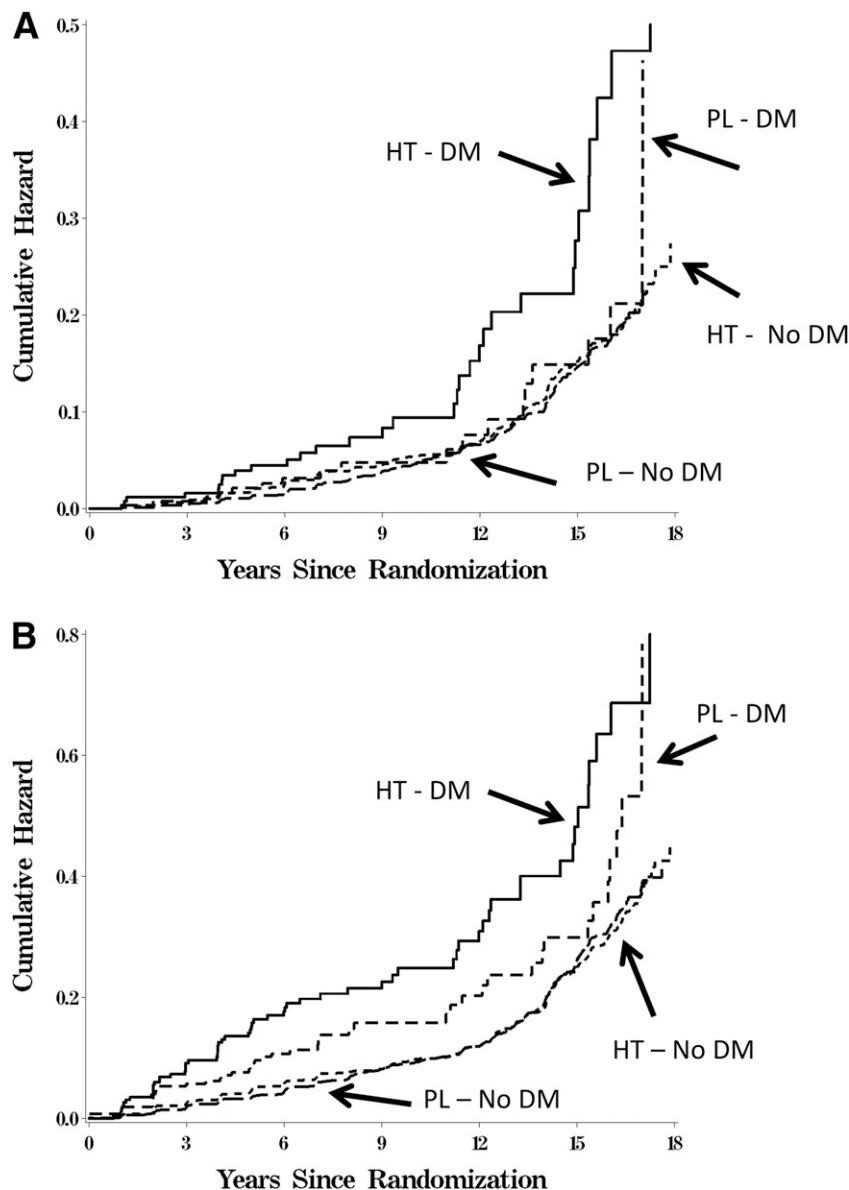 A
0.5
0.4
0.3
0.2
0.1
0.0
Cumulative Hazard
HT - DM
PL - DM
HT - No DM
PL – No DM
0 3 6 9 12 15 18
Years Since Randomization
B
0.8
0.6
0.4
0.2
0.0
Cumulative Hazard
PL - DM
HT - DM
HT – No DM
PL – No DM
0 3 6 9 12 15 18
Years Since Randomization